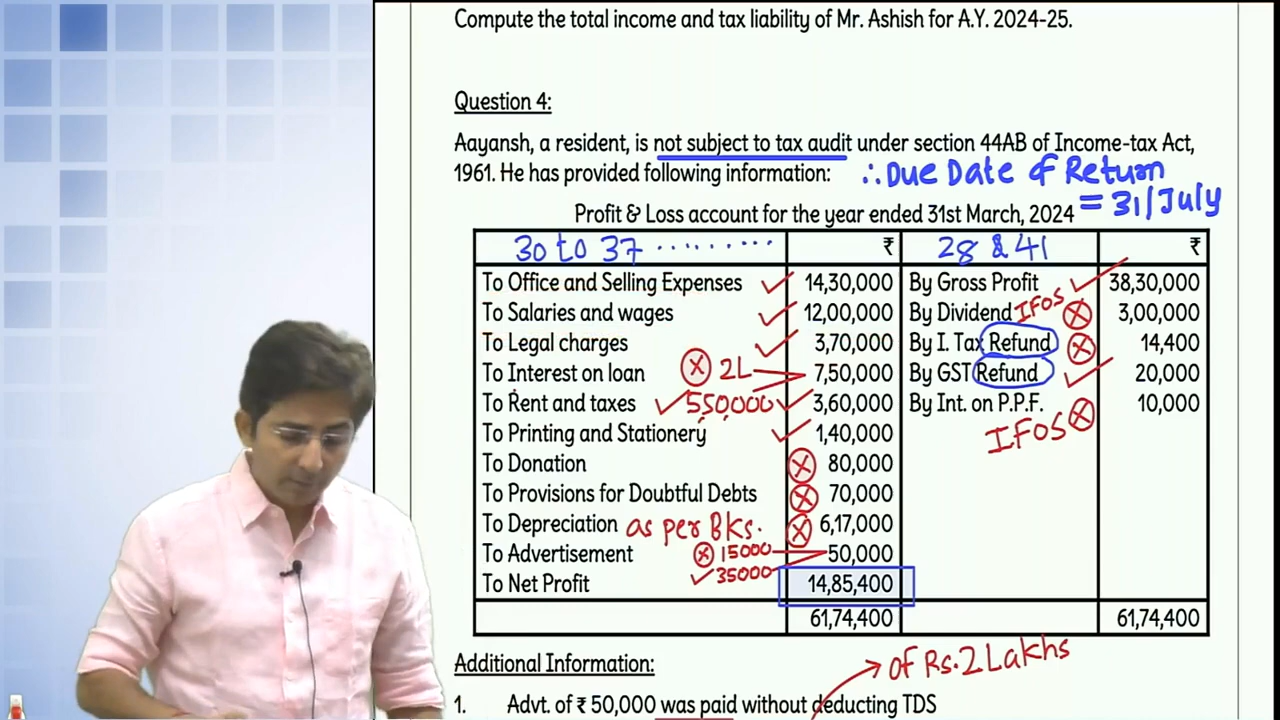 Compute the total income and tax liability of Mr. Ashish for A.Y. 2024-25.
Question 4:
Aayansh, a resident, is not subject to tax audit under section 44AB of Income-tax Act,
1961. He has provided following information: ∴ Due Date of Return
= 31/July
Profit & Loss account for the year ended 31st March, 2024
30 to 37 ......... ₹ 28 & 41 ₹
To Office and Selling Expenses ✓ 14,30,000 By Gross Profit ✓ 38,30,000
To Salaries and wages ✓ 12,00,000 By Dividend IFOS ⊗ 3,00,000
To Legal charges ✓ 3,70,000 By I. Tax Refund ⊗ 14,400
To Interest on loan ⊗ 2L 7,50,000 By GST Refund ✓ 20,000
To Rent and taxes ✓ 5,50,000 ✓ 3,60,000 By Int. on P.P.F. ⊗ 10,000
IFOS
To Printing and Stationery ✓ 1,40,000
To Donation ⊗ 80,000
To Provisions for Doubtful Debts ⊗ 70,000
To Depreciation as per Bks. ⊗ 6,17,000
To Advertisement ⊗ 15000 50,000
✓ 35000
To Net Profit 14,85,400
61,74,400 61,74,400
Additional Information: → of Rs. 2 Lakhs
1. Advt. of ₹ 50,000 was paid without deducting TDS